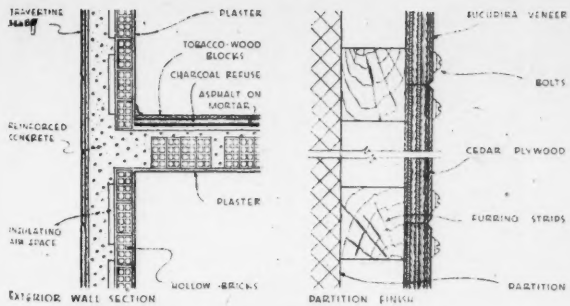 TRAVERTINE
SLABS
PLASTER
TOBACCO-WOOD
BLOCKS
CHARCOAL REFUSE
ASPHALT ON
MORTAR
REINFORCED
CONCRETE
PLASTER
INSULATING
AIR SPACE
HOLLOW-BRICKS
EXTERIOR WALL SECTION
SUCUPIRA VENEER
BOLTS
CEDAR PLYWOOD
FURRING STRIPS
PARTITION
PARTITION FINISH